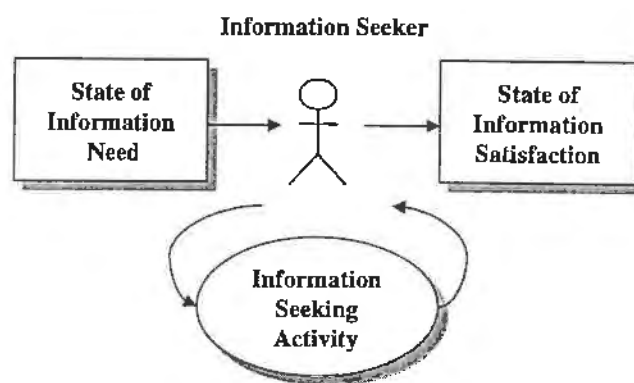 Information Seeker
State of
Information
Need
State of
Information
Satisfaction
Information
Seeking
Activity